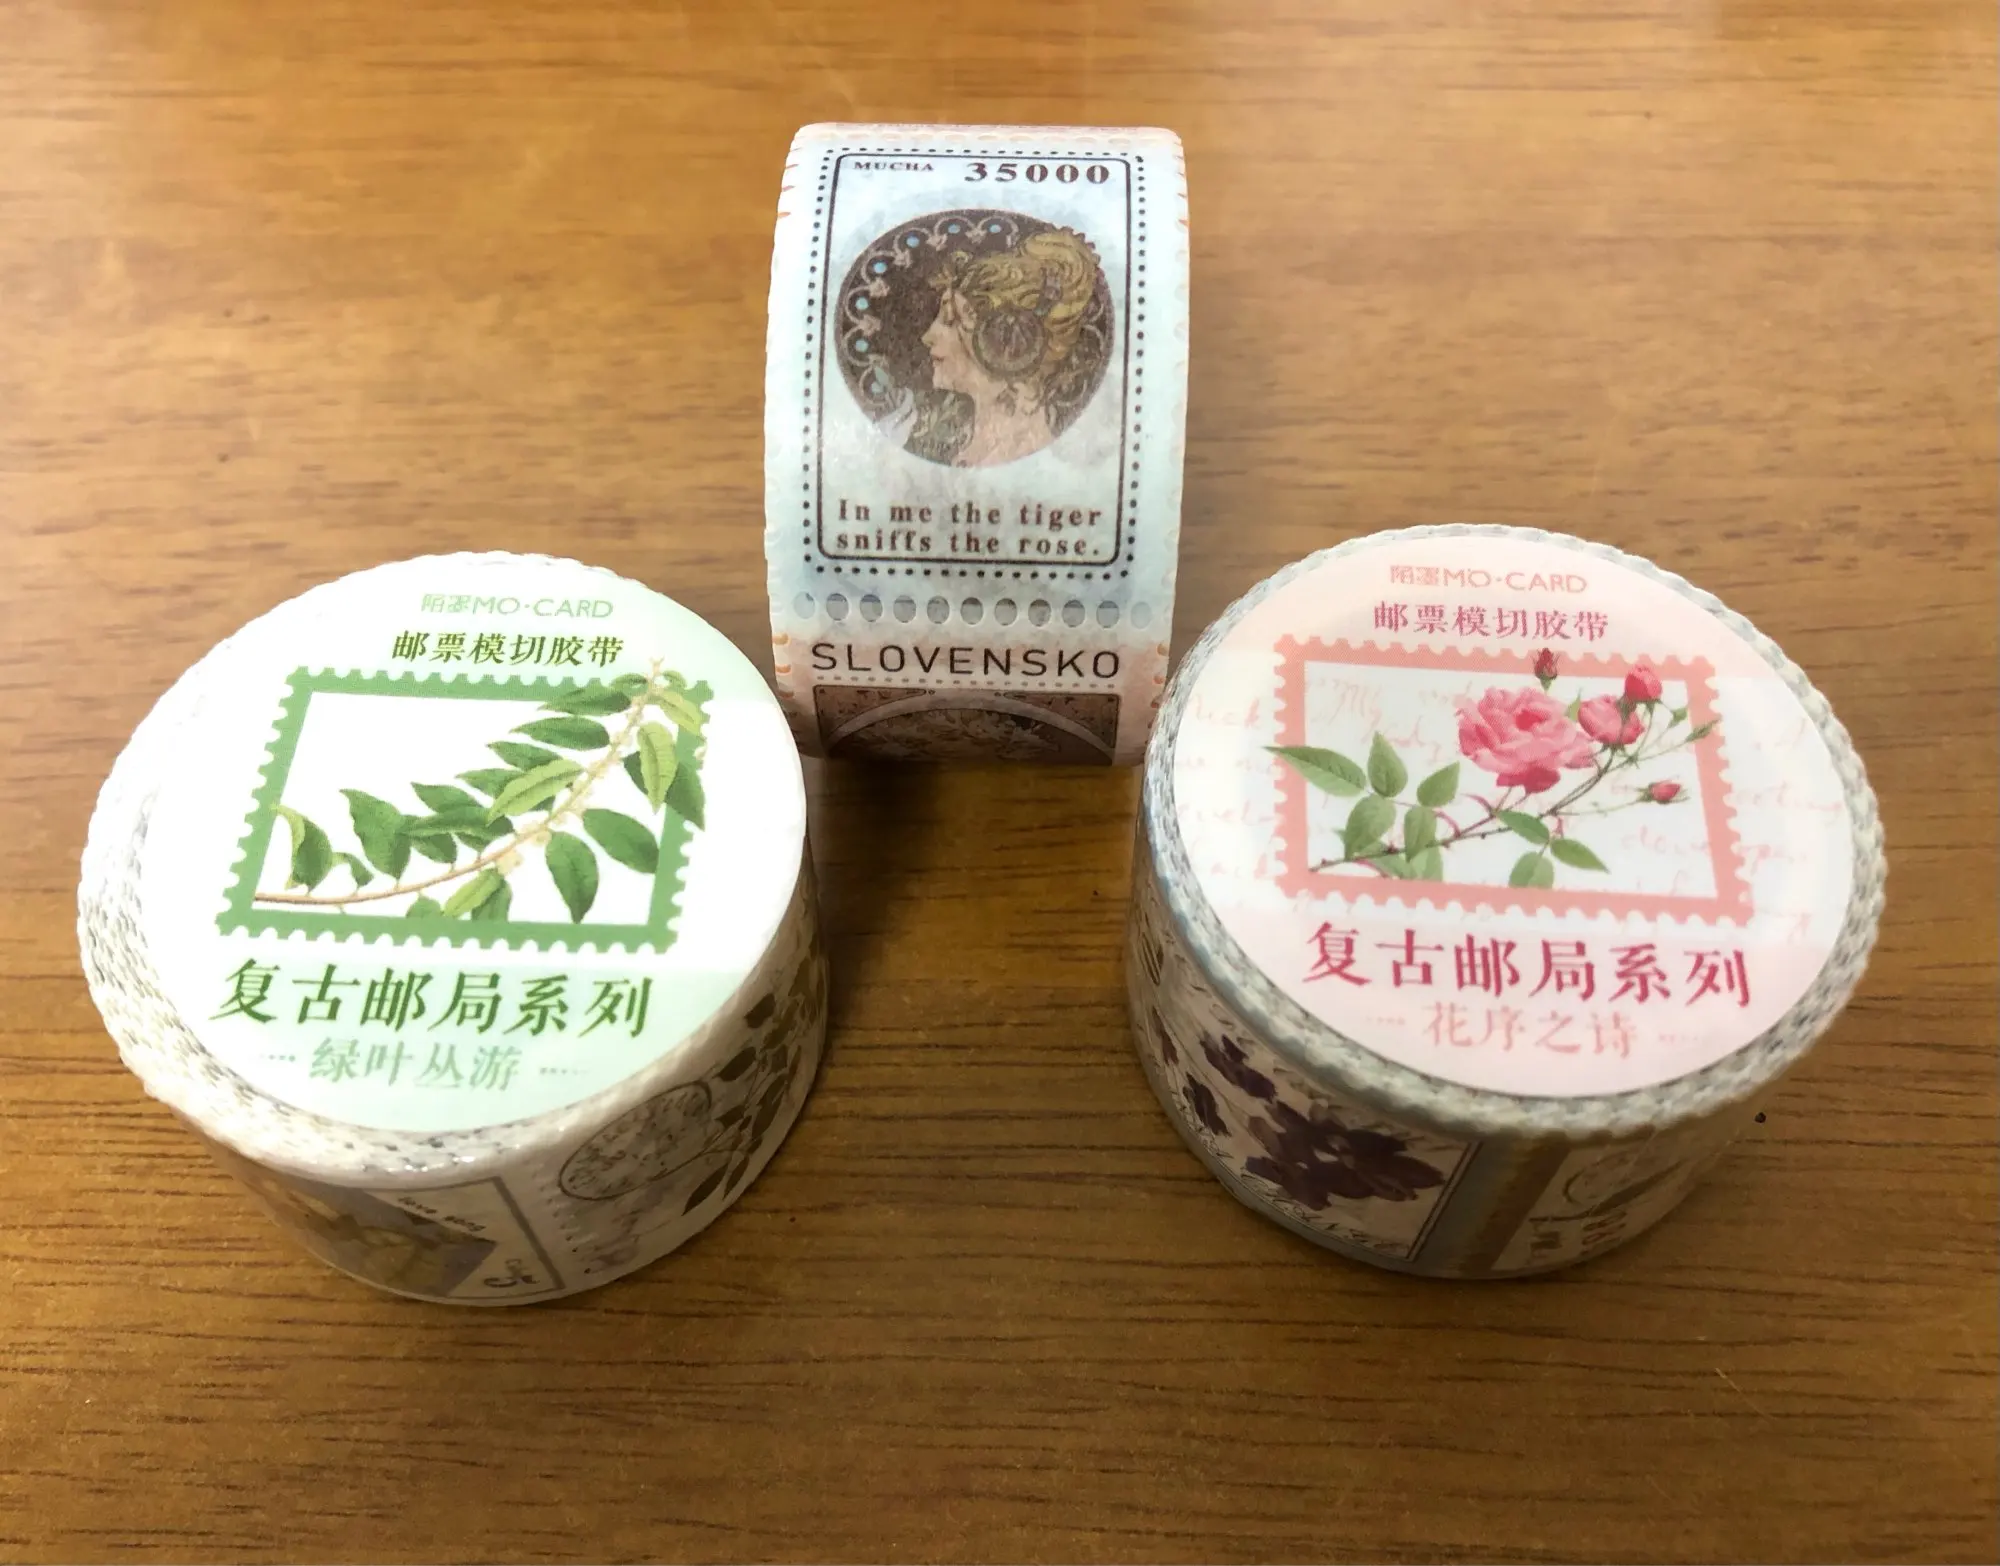 MUCHA 35000
In me the tiger
sniffs the rose.
SLOVENSKO
陌墨MO·CARD
邮票模切胶带
复古邮局系列
绿叶丛游
陌墨MO·CARD
邮票模切胶带
复古邮局系列
花序之诗